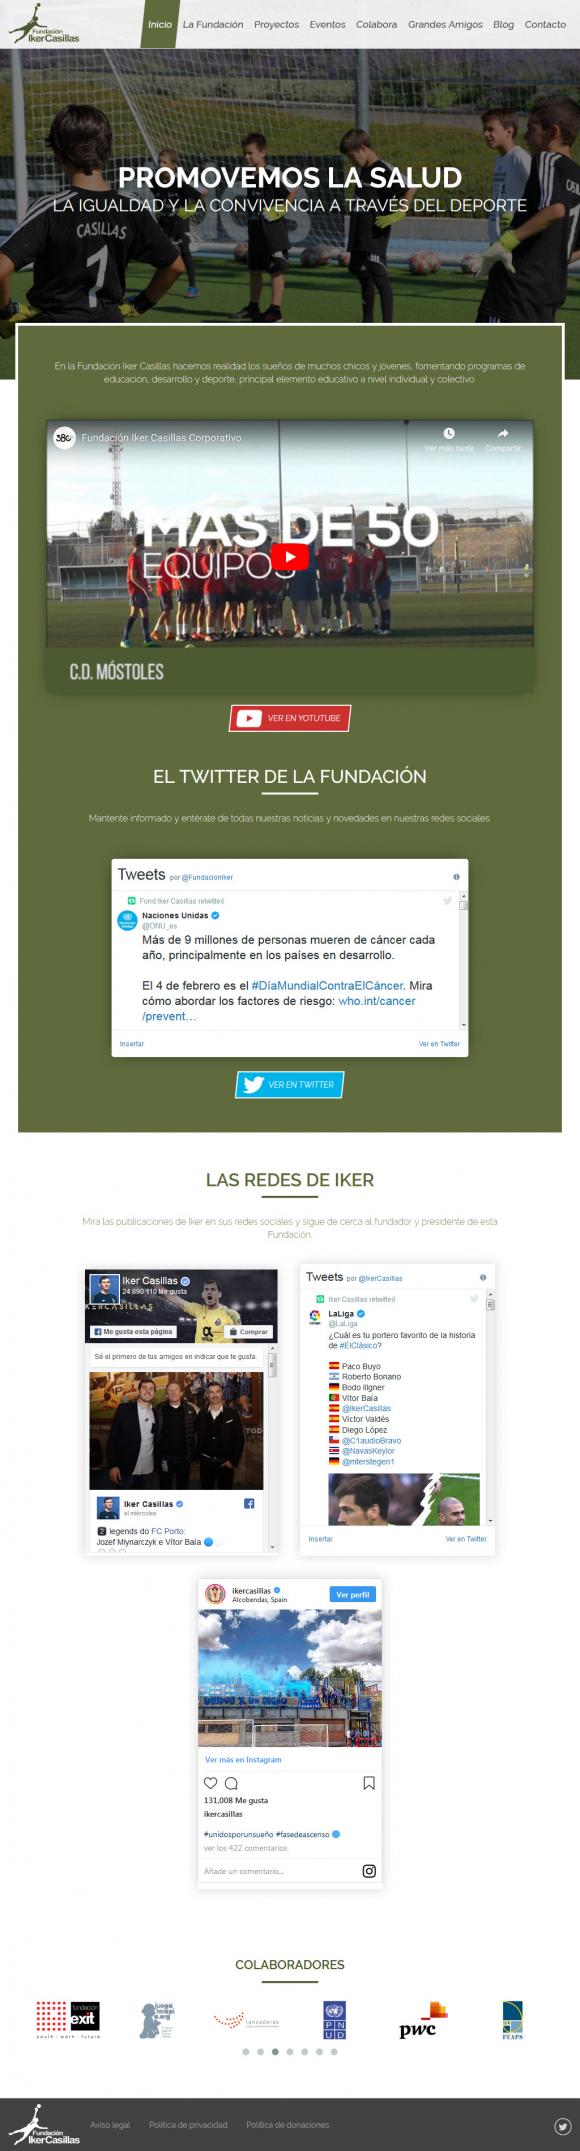 Fundación
IkerCasillas
Inicio La Fundación Proyectos Eventos Colabora Grandes Amigos Blog Contacto
CASILLAS
1
PROMOVEMOS LA SALUD
LA IGUALDAD Y LA CONVIVENCIA A TRAVÉS DEL DEPORTE
En la Fundación Iker Casillas hacemos realidad los sueños de muchos chicos y jóvenes, fomentando programas de
educación, desarrollo y deporte, principal elemento educativo a nivel individual y colectivo.
Fundación Iker Casillas Corporativo
Ver más tarde Compartir
MÁS DE 50
EQUIPOS
C.D. MÓSTOLES
VER EN YOTUTUBE
EL TWITTER DE LA FUNDACIÓN
Mantente informado y entérate de todas nuestras noticias y novedades en nuestras redes sociales.
Tweets por @FundacionIker
Fund Iker Casillas retwitteó
Naciones Unidas
@ONU_es
Más de 9 millones de personas mueren de cáncer cada
año, principalmente en los países en desarrollo.
El 4 de febrero es el #DíaMundialContraElCáncer. Mira
cómo abordar los factores de riesgo: who.int/cancer
/prevent…
Insertar Ver en Twitter
VER EN TWITTER
LAS REDES DE IKER
Mira las publicaciones de Iker en sus redes sociales y sigue de cerca al fundador y presidente de esta
Fundación.
Iker Casillas
24 890 110 Me gusta
Me gusta esta página Comprar
Sé el primero de tus amigos en indicar que te gusta.
Iker Casillas
el miércoles
2 legends do FC Porto:
Jozef Mlynarczyk e Vítor Baía
Tweets por @IkerCasillas
Iker Casillas retwitteó
LaLiga
@LaLiga
¿Cuál es tu portero favorito de la historia
de #ElClásico?
Paco Buyo
Roberto Bonano
Bodo Illgner
Vítor Baía
@IkerCasillas
Víctor Valdés
Diego López
@C1audioBravo
@NavasKeylor
@mterstegen1
Insertar Ver en Twitter
ikercasillas
Alcobendas, Spain
Ver perfil
Ver más en Instagram
131,008 Me gusta
ikercasillas
#unidosporunsueño #fasedeascenso
ver los 422 comentarios
Añade un comentario...
COLABORADORES
fundación
exit
youth · work · future
juega
terapi
a.org
lanzaderas
P N
U D
pwc
FEAPS
Fundación
IkerCasillas
Aviso legal Política de privacidad Política de donaciones